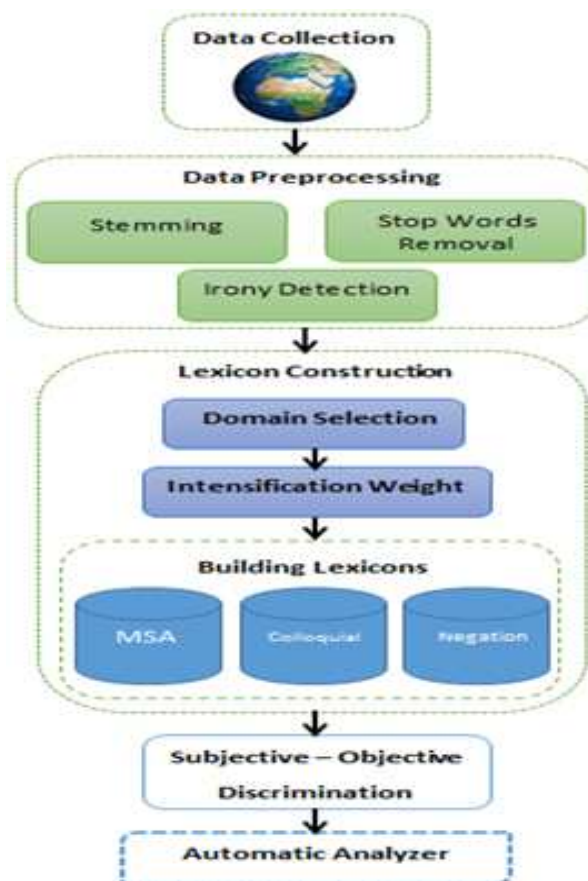 Data Collection
Data Preprocessing
Stemming
Stop Words
Removal
Irony Detection
Lexicon Construction
Domain Selection
Intensification Weight
Building Lexicons
MSA
Colloquial
Negation
Subjective – Objective
Discrimination
Automatic Analyzer